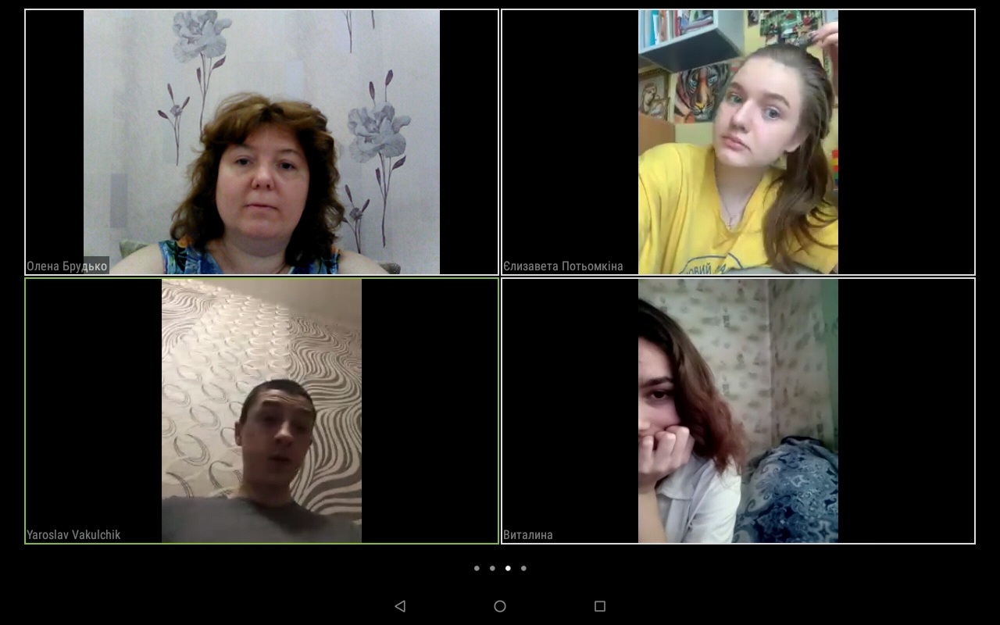 Олена Брудько
Єлизавета Потьомкіна
Yaroslav Vakulchik
Виталина